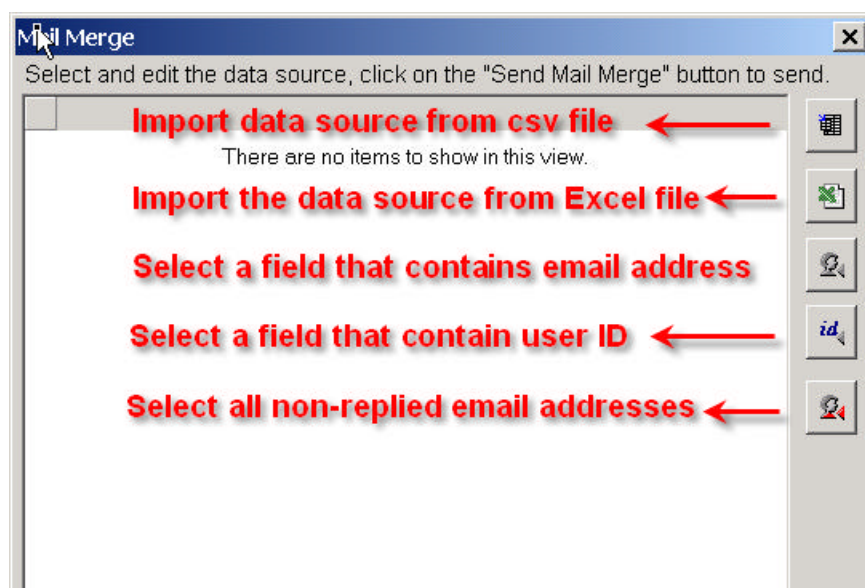 Mail Merge
Select and edit the data source, click on the "Send Mail Merge" button to send.
Import data source from csv file
There are no items to show in this view.
Import the data source from Excel file
Select a field that contains email address
Select a field that contain user ID
id
Select all non-replied email addresses